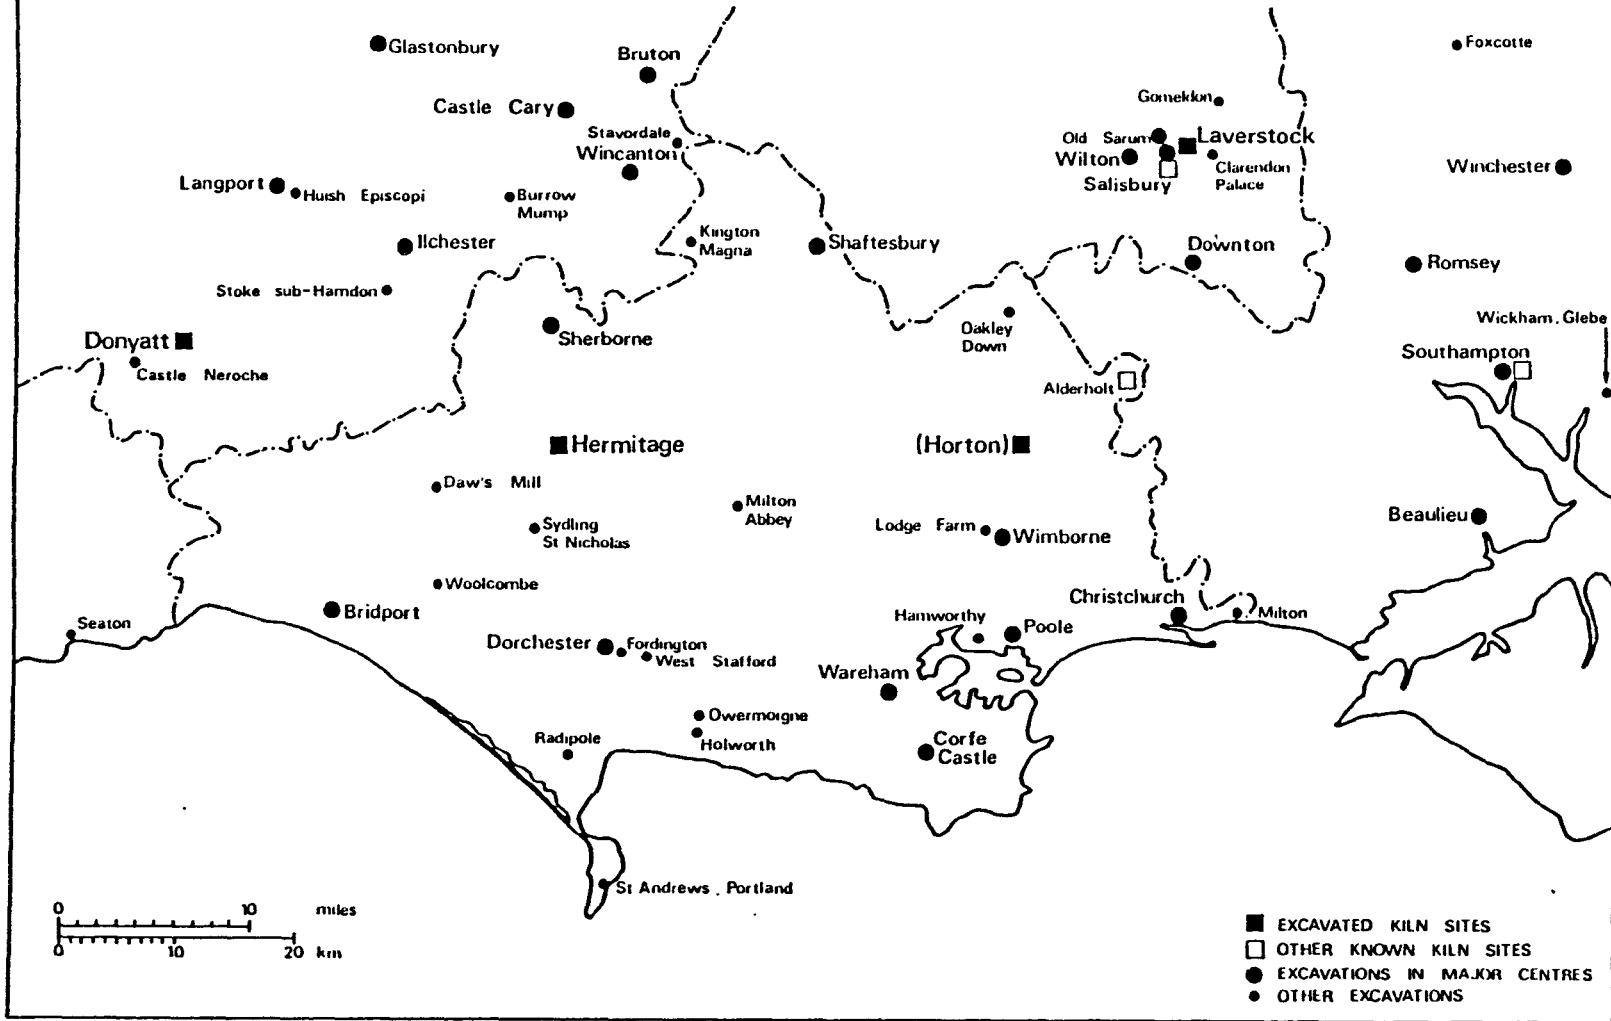 Glastonbury
Bruton
Foxcotte
Castle Cary
Gomeldon
Stavordale
Wincanton
Old Sarum
Laverstock
Wilton
Clarendon
Palace
Salisbury
Winchester
Langport
Huish Episcopi
Burrow
Mump
Kington
Magna
Ilchester
Shaftesbury
Downton
Romsey
Stoke sub-Hamdon
Wickham. Glebe
Oakley
Down
Sherborne
Donyatt
Castle Neroche
Southampton
Alderholt
Hermitage
(Horton)
Daw's Mill
Milton
Abbey
Sydling
St Nicholas
Lodge Farm
Wimborne
Beaulieu
Woolcombe
Bridport
Christchurch
Milton
Seaton
Hamworthy
Poole
Dorchester
Fordington
West Stafford
Wareham
Owermoigne
Holworth
Radipole
Corfe
Castle
St Andrews. Portland
0 10 miles
0 10 20 km
EXCAVATED KILN SITES
OTHER KNOWN KILN SITES
EXCAVATIONS IN MAJOR CENTRES
OTHER EXCAVATIONS